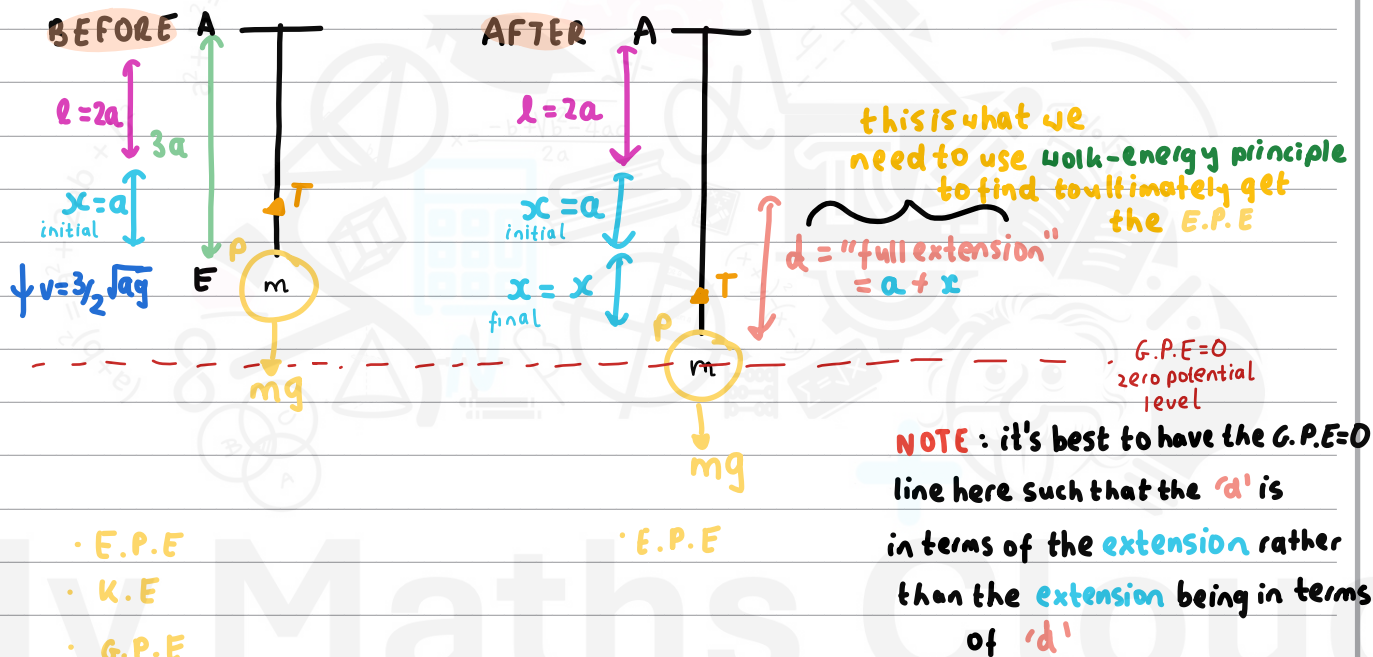 BEFORE A
l = 2a
3a
x = a
initial
T
P
E
m
↓ v = 3/2 √ag
mg
AFTER A
l = 2a
x = a
initial
x = x
final
T
P
m
mg
this is what we
need to use work-energy principle
to find to ultimately get
the E.P.E
d = "full extension"
= a + x
G.P.E=0
zero potential
level
NOTE : it's best to have the G.P.E=0
line here such that the 'd' is
in terms of the extension rather
than the extension being in terms
of 'd'
· E.P.E
· K.E
· G.P.E
· E.P.E
My Maths Cloud